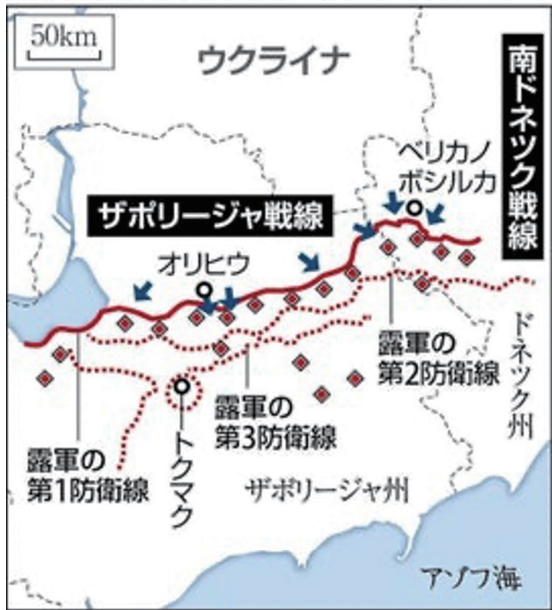 50km
ウクライナ
南ドネツク戦線
ベリカノ
ボシルカ
ザポリージャ戦線
オリヒウ
ドネツク州
露軍の
第2防衛線
露軍の
第3防衛線
トクマク
露軍の
第1防衛線
ザポリージャ州
アゾフ海